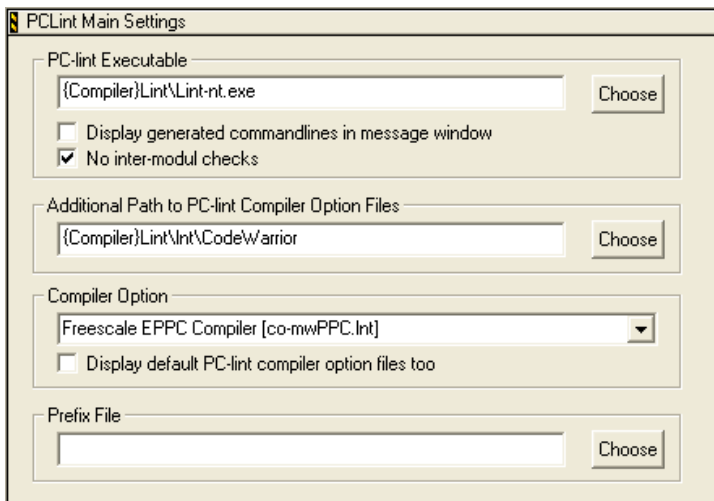 PCLint Main Settings
PC-lint Executable
{Compiler}Lint\Lint-nt.exe
Choose
Display generated commandlines in message window
No inter-modul checks
Additional Path to PC-lint Compiler Option Files
{Compiler}Lint\lnt\CodeWarrior
Choose
Compiler Option
Freescale EPPC Compiler [co-mwPPC.lnt]
Display default PC-lint compiler option files too
Prefix File
Choose